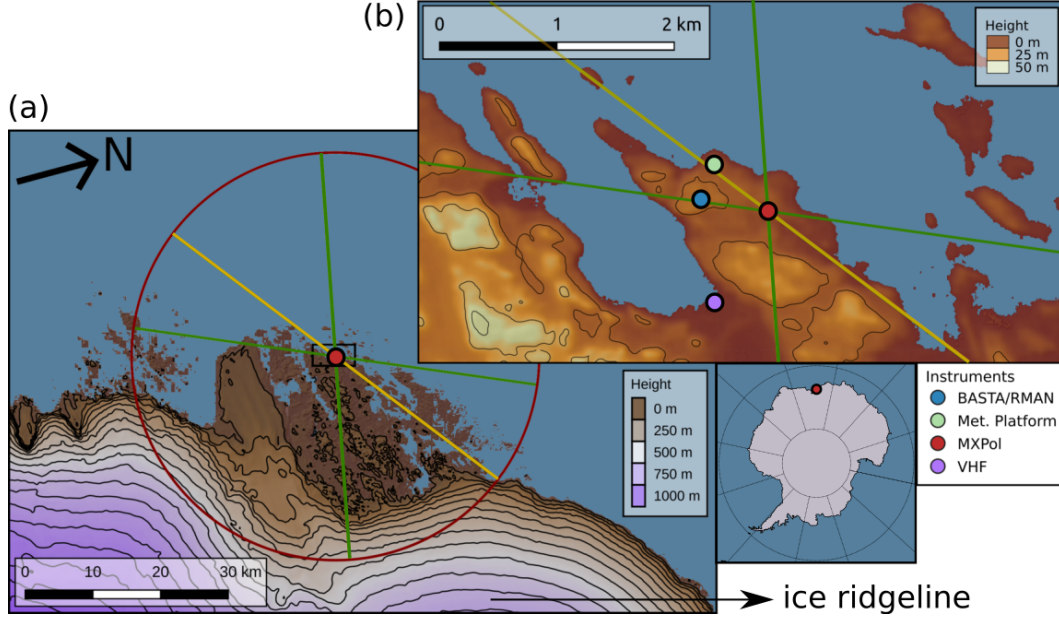 (b)
0 1 2 km
Height
0 m
25 m
50 m
(a)
N
Height
0 m
250 m
500 m
750 m
1000 m
Instruments
BASTA/RMAN
Met. Platform
MXPol
VHF
0 10 20 30 km
ice ridgeline